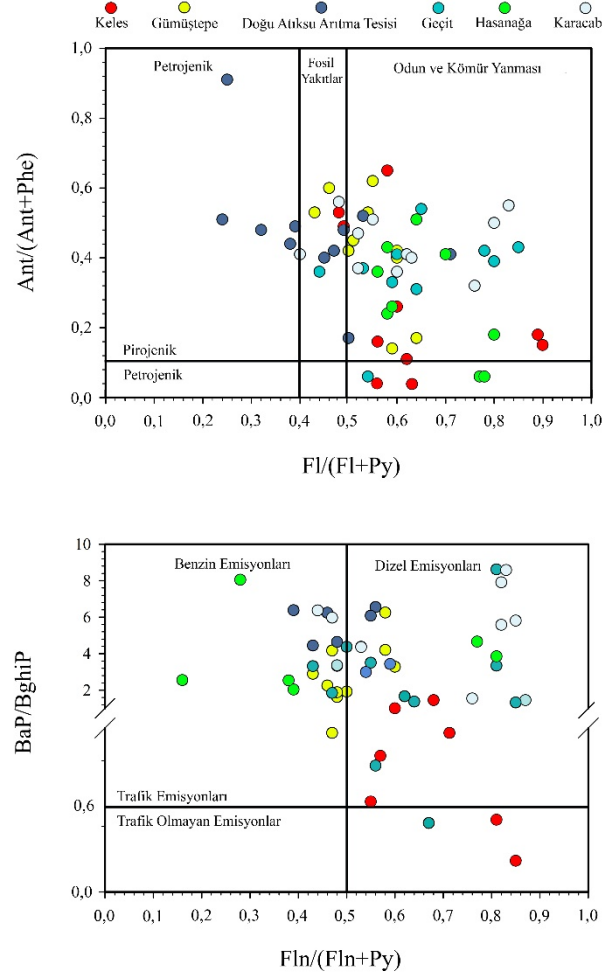 Keles Gümüştepe Doğu Atıksu Arıtma Tesisi Geçit Hasanağa Karacab
Petrojenik
Fosil
Yakıtlar
Odun ve Kömür Yanması
Ant/(Ant+Phe)
1,0
0,8
0,6
0,4
0,2
0,0
Pirojenik
Petrojenik
0,0 0,1 0,2 0,3 0,4 0,5 0,6 0,7 0,8 0,9 1,0
Fl/(Fl+Py)
Benzin Emisyonları
Dizel Emisyonları
BaP/BghiP
10
8
6
4
2
0,6
0,0
Trafik Emisyonları
Trafik Olmayan Emisyonlar
0,0 0,1 0,2 0,3 0,4 0,5 0,6 0,7 0,8 0,9 1,0
Fln/(Fln+Py)